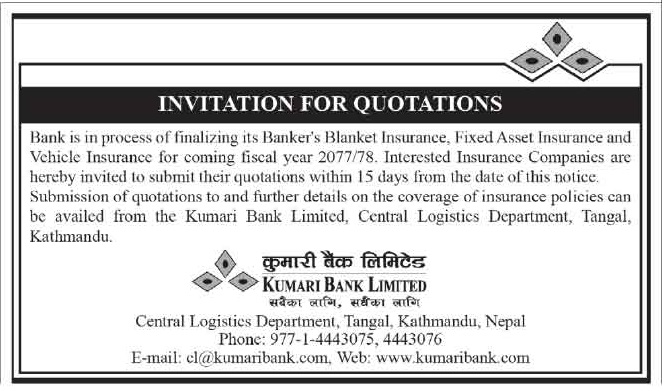 INVITATION FOR QUOTATIONS
Bank is in process of finalizing its Banker's Blanket Insurance, Fixed Asset Insurance and
Vehicle Insurance for coming fiscal year 2077/78. Interested Insurance Companies are
hereby invited to submit their quotations within 15 days from the date of this notice.
Submission of quotations to and further details on the coverage of insurance policies can
be availed from the Kumari Bank Limited, Central Logistics Department, Tangal,
Kathmandu.
कुमारी बैंक लिमिटेड
KUMARI BANK LIMITED
सबैका लागि, सधैंका लागि
Central Logistics Department, Tangal, Kathmandu, Nepal
Phone: 977-1-4443075, 4443076
E-mail: cl@kumaribank.com, Web: www.kumaribank.com